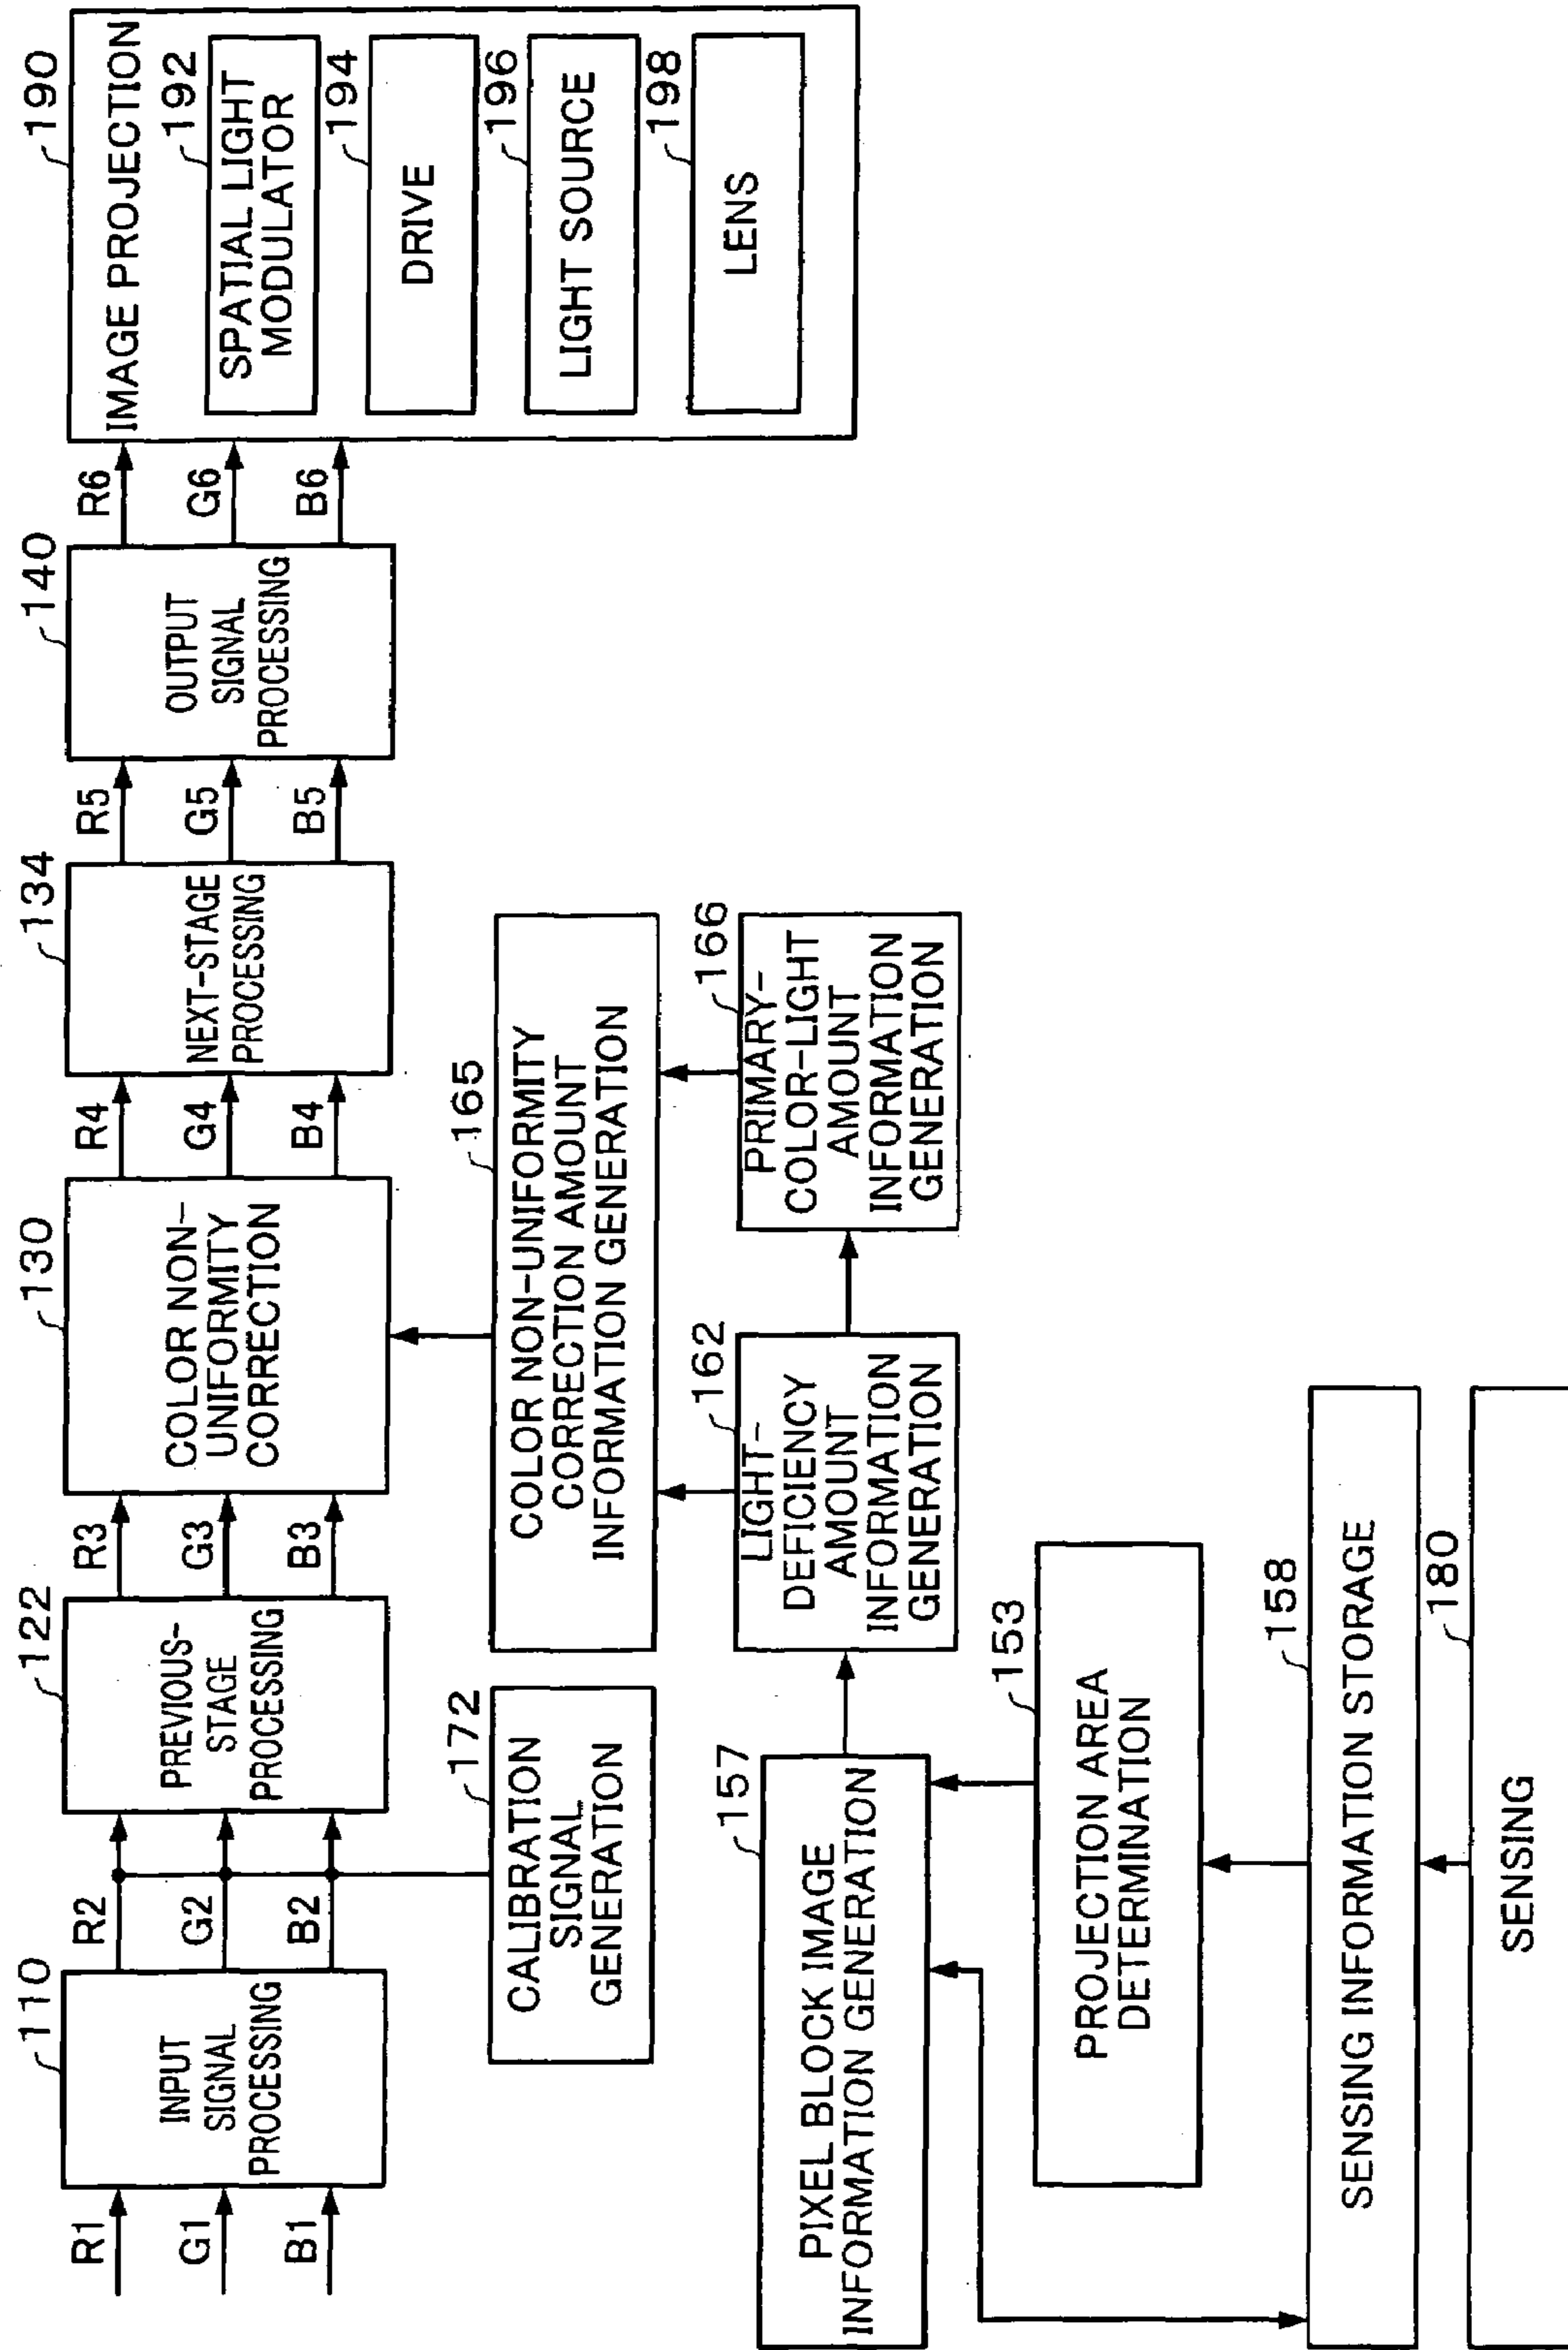 R1
G1
B1
110
INPUT
SIGNAL
PROCESSING
R2
G2
B2
122
PREVIOUS-
STAGE
PROCESSING
R3
G3
B3
130
COLOR NON-
UNIFORMITY
CORRECTION
R4
G4
B4
134
NEXT-STAGE
PROCESSING
R5
G5
B5
140
OUTPUT
SIGNAL
PROCESSING
R6
G6
B6
190
IMAGE PROJECTION
192
SPATIAL LIGHT
MODULATOR
194
DRIVE
196
LIGHT SOURCE
198
LENS
172
CALIBRATION
SIGNAL
GENERATION
165
COLOR NON-UNIFORMITY
CORRECTION AMOUNT
INFORMATION GENERATION
157
PIXEL BLOCK IMAGE
INFORMATION GENERATION
162
LIGHT-
DEFICIENCY
AMOUNT
INFORMATION
GENERATION
166
PRIMARY-
COLOR-LIGHT
AMOUNT
INFORMATION
GENERATION
153
PROJECTION AREA
DETERMINATION
158
SENSING INFORMATION STORAGE
180
SENSING